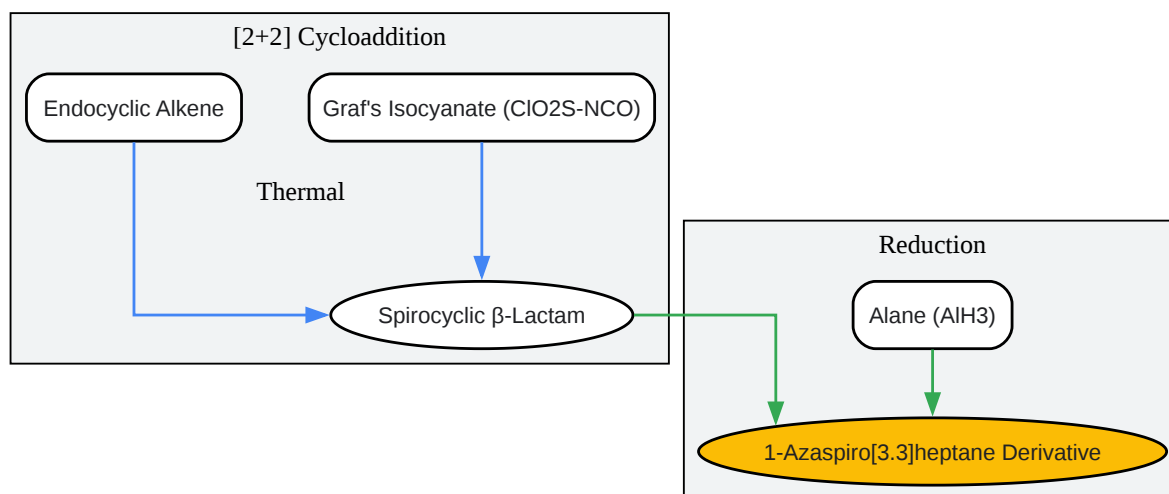 [2+2] Cycloaddition
Endocyclic Alkene
Graf's Isocyanate (ClO2S-NCO)
Thermal
Spirocyclic β-Lactam
Reduction
Alane (AlH3)
1-Azaspiro[3.3]heptane Derivative